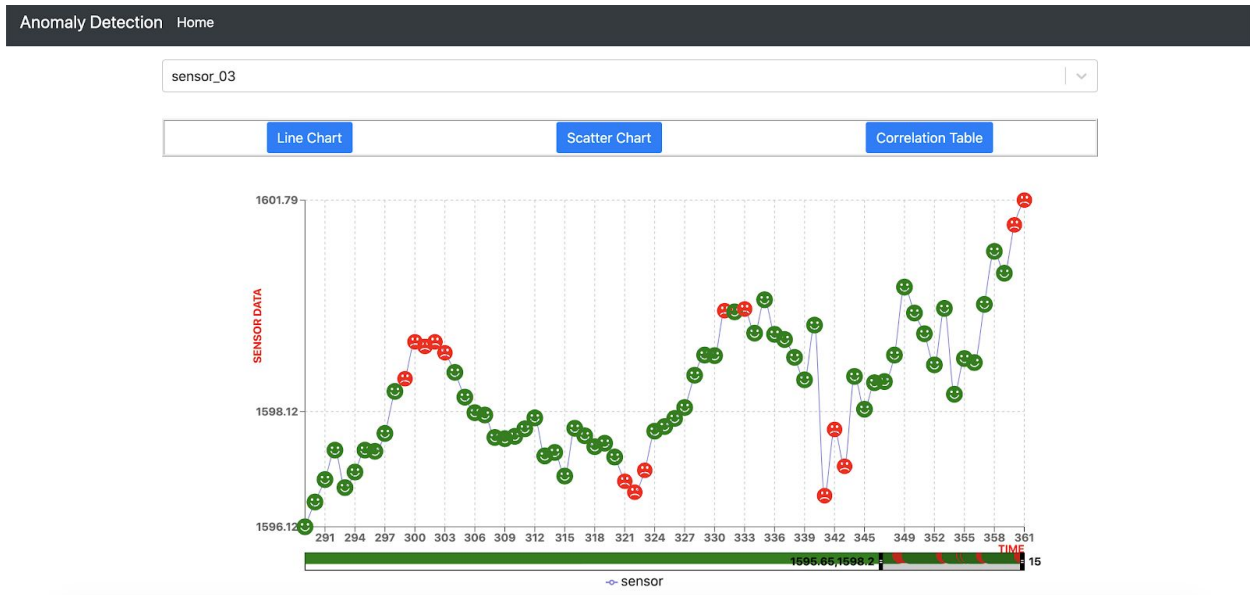 Anomaly Detection Home
sensor_03
Line Chart Scatter Chart Correlation Table
1601.79
SENSOR DATA
1598.12
1596.12
291 294 297 300 303 306 309 312 315 318 321 324 327 330 333 336 339 342 345 349 352 355 358 361
TIME
1595.65,1598.2 15
sensor